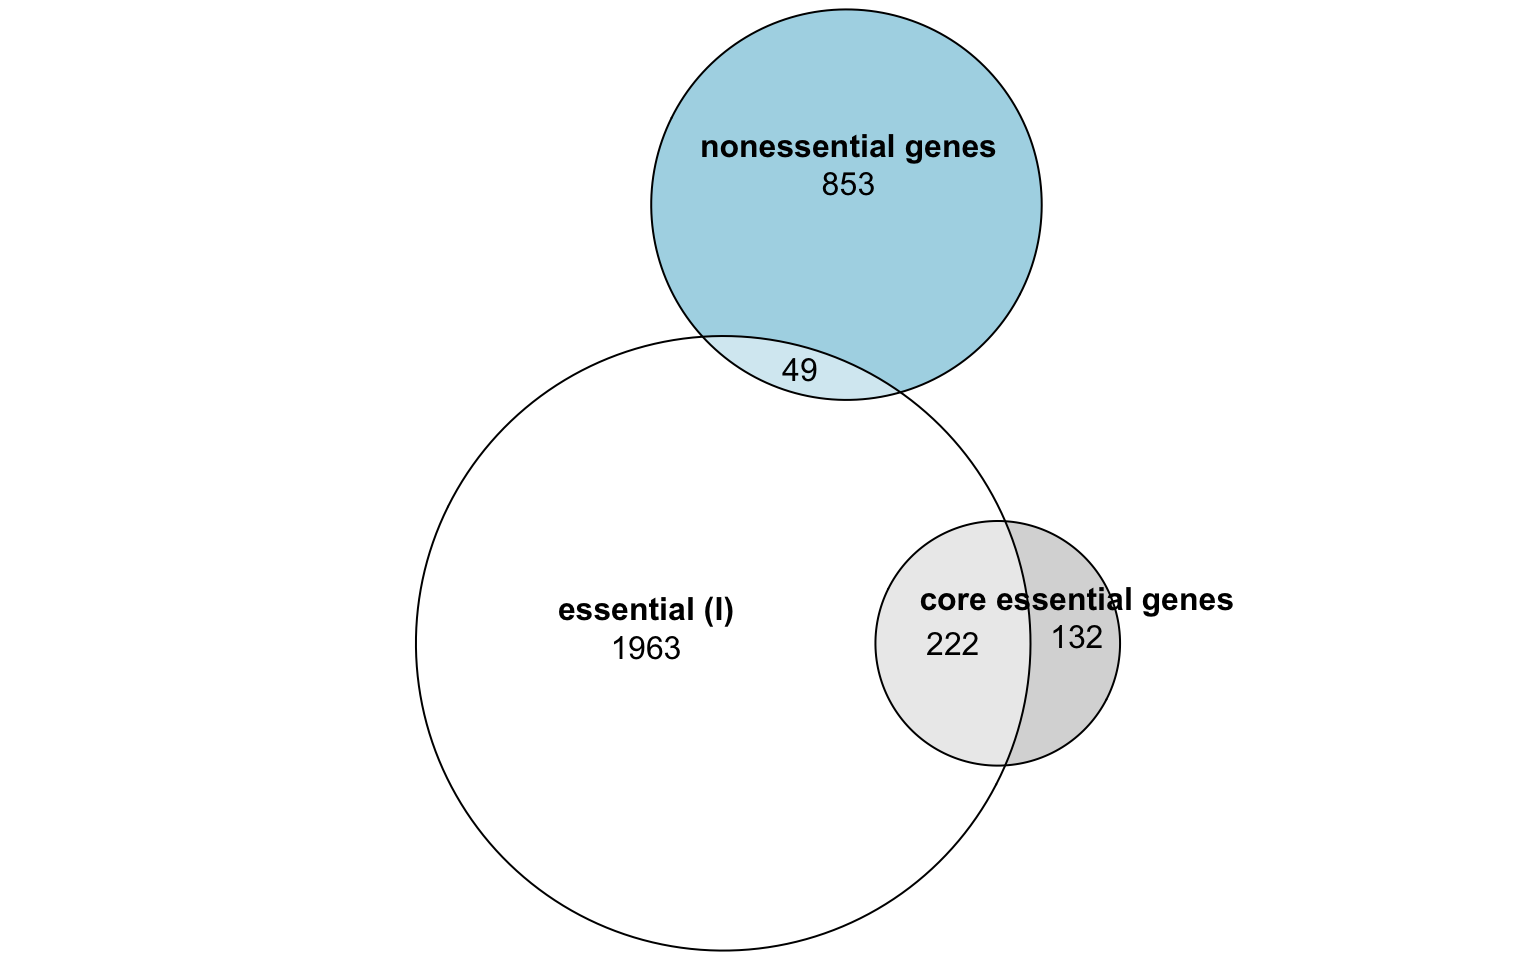 nonessential genes
853
49
essential (I)
1963
core essential genes
222
132